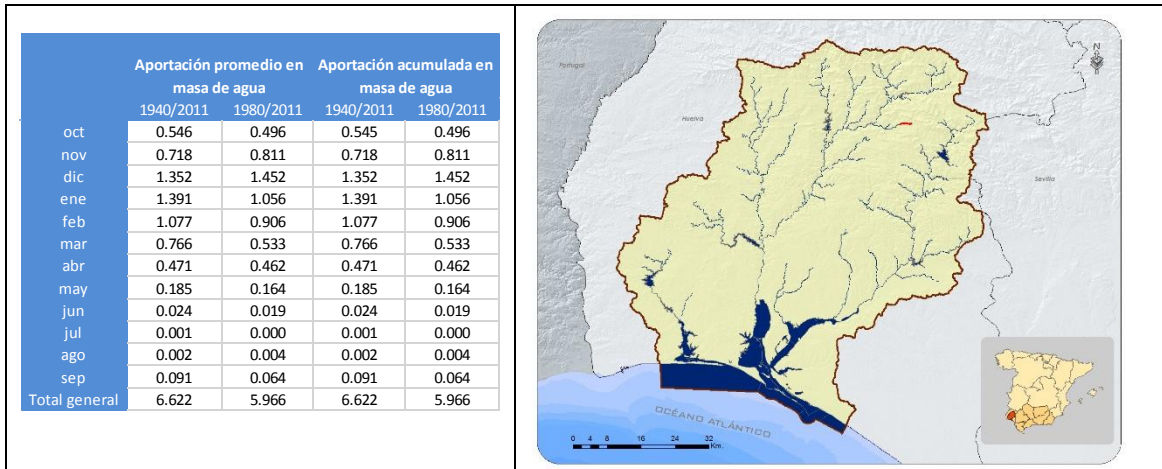 Aportación promedio en masa de agua Aportación acumulada en masa de agua
1940/2011 1980/2011 1940/2011 1980/2011
oct 0.546 0.496 0.545 0.496
nov 0.718 0.811 0.718 0.811
dic 1.352 1.452 1.352 1.452
ene 1.391 1.056 1.391 1.056
feb 1.077 0.906 1.077 0.906
mar 0.766 0.533 0.766 0.533
abr 0.471 0.462 0.471 0.462
may 0.185 0.164 0.185 0.164
jun 0.024 0.019 0.024 0.019
jul 0.001 0.000 0.001 0.000
ago 0.002 0.004 0.002 0.004
sep 0.091 0.064 0.091 0.064
Total general 6.622 5.966 6.622 5.966
N
Portugal
Huelva
Sevilla
OCÉANO ATLÁNTICO
0 4 8 16 24 32
Km.